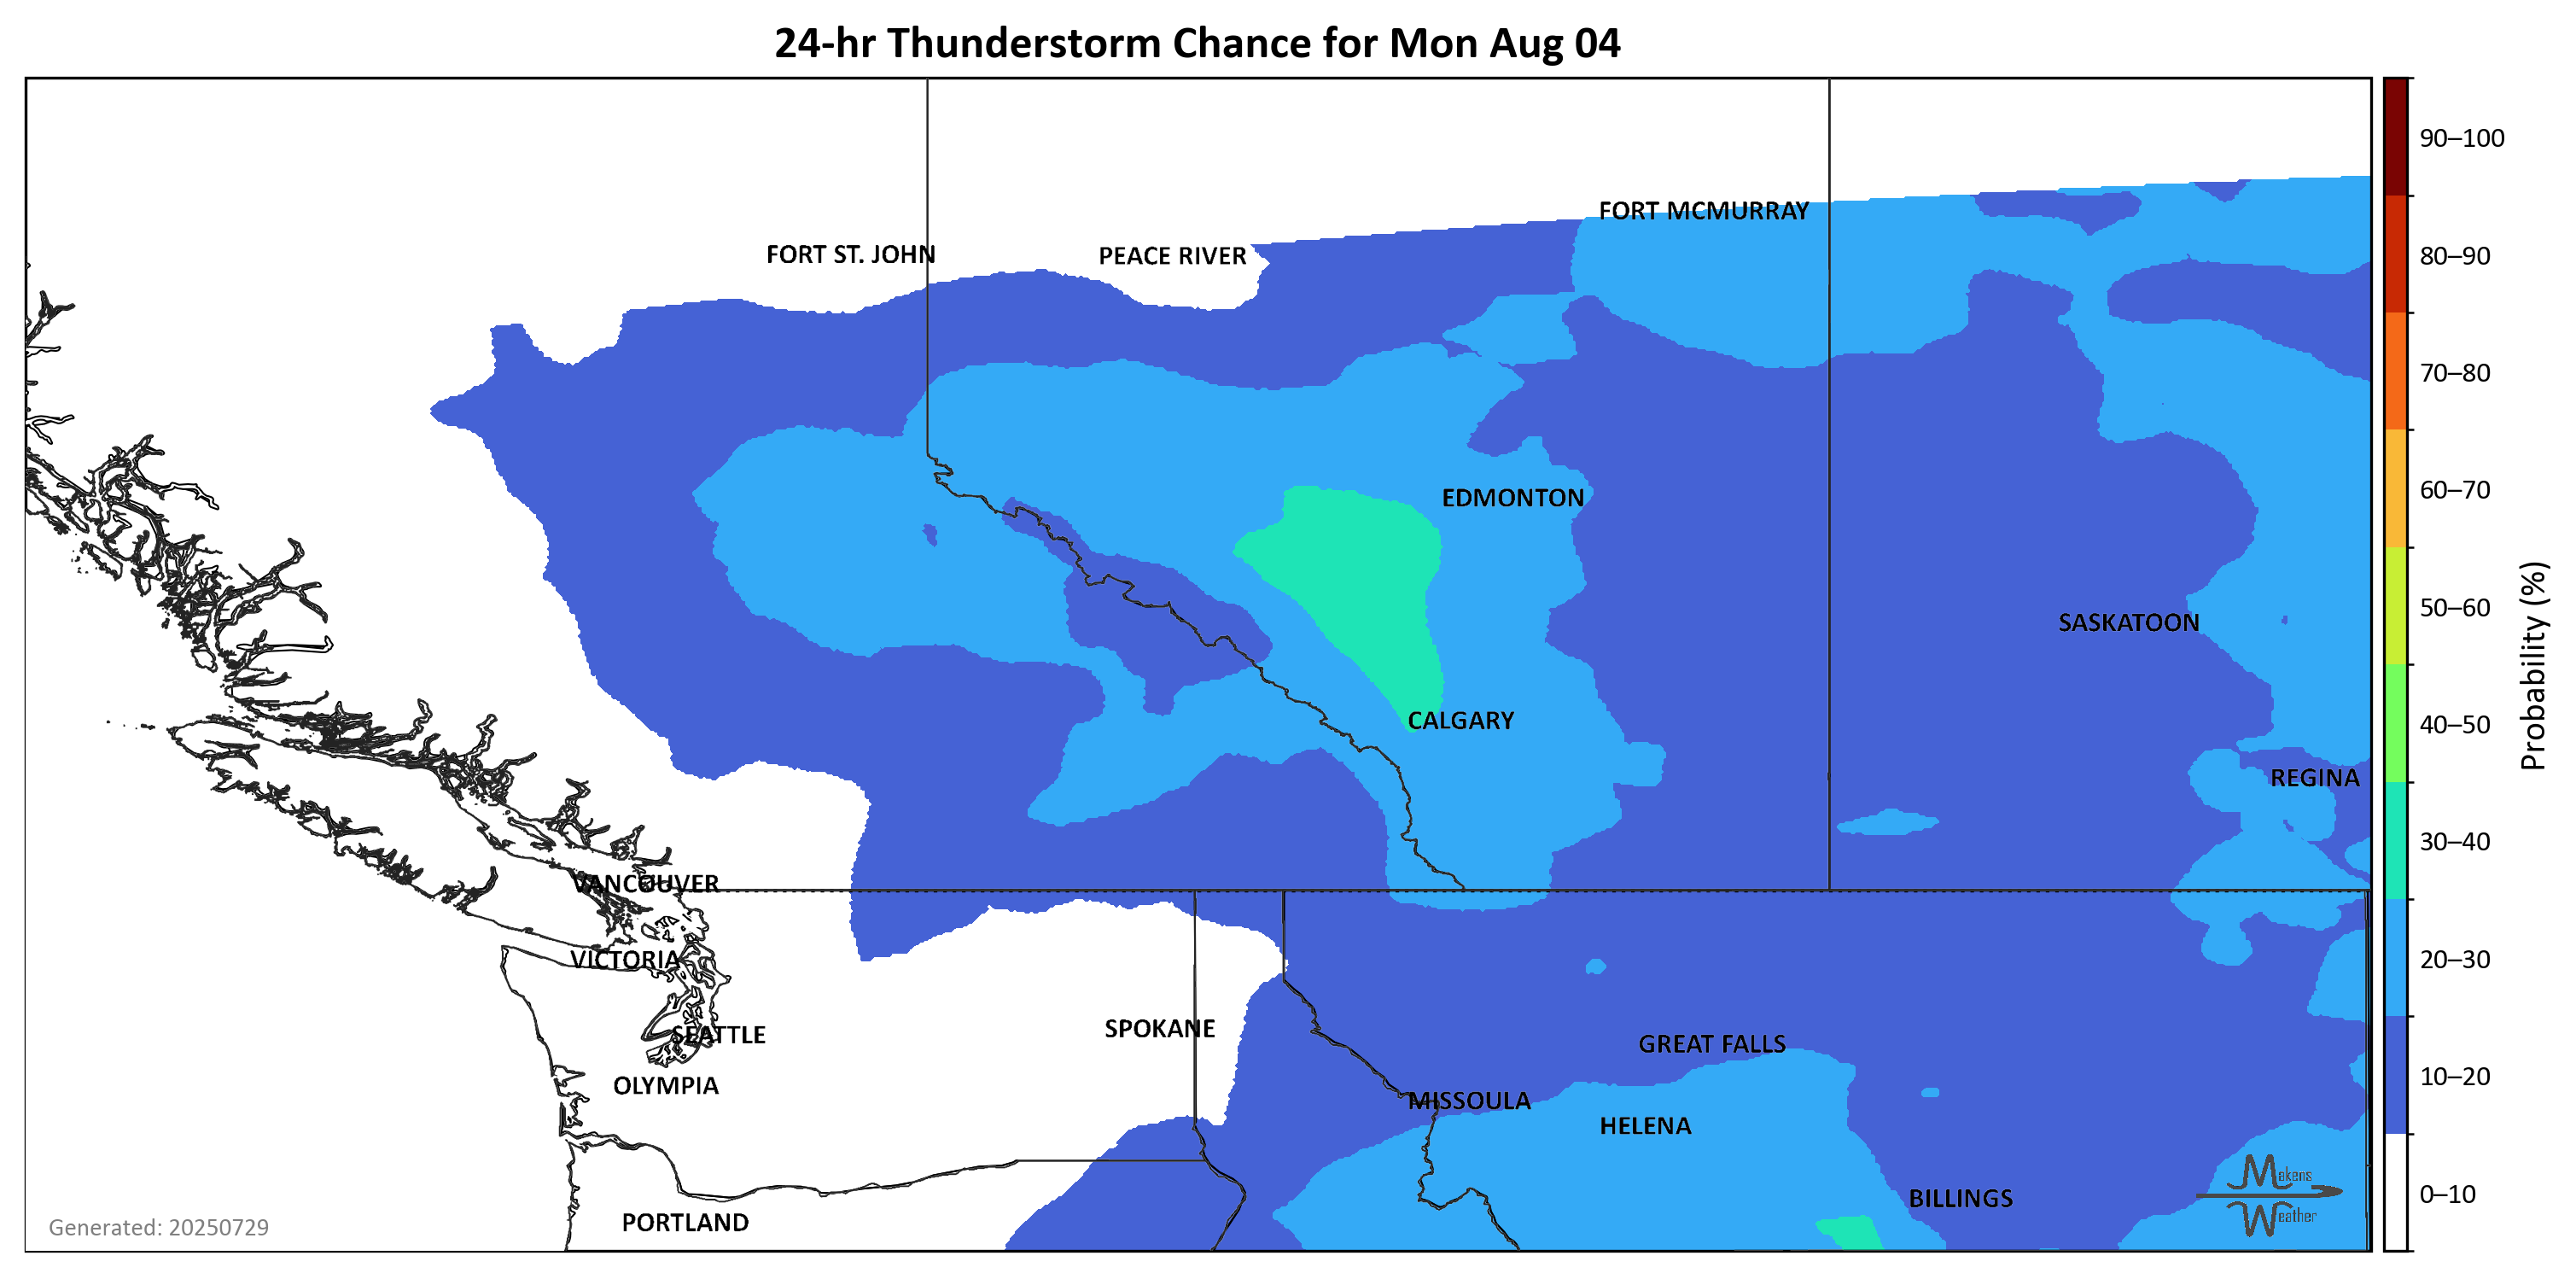 24-hr Thunderstorm Chance for Mon Aug 04
90–100
FORT MCMURRAY
FORT ST. JOHN
PEACE RIVER
80–90
70–80
EDMONTON
60–70
SASKATOON
50–60
CALGARY
40–50
Probability (%)
REGINA
30–40
VANCOUVER
VICTORIA
20–30
SPOKANE
SEATTLE
GREAT FALLS
OLYMPIA
10–20
MISSOULA
HELENA
Makens
Weather
BILLINGS
0–10
PORTLAND
Generated: 20250729